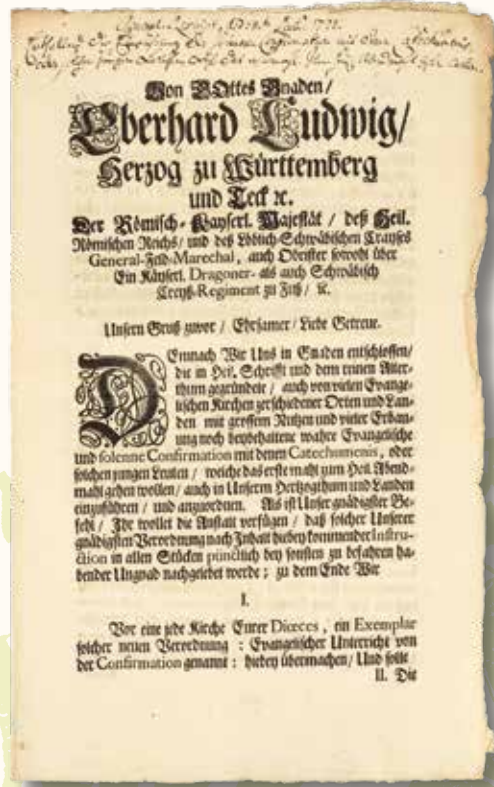 Von GOttes Gnaden/
Eberhard Ludwig/
Herzog zu Württemberg
und Teck ꝛc.
Der Römisch-Kayserl. Majestät / deß Heil.
Römischen Reichs/ und deß Löblich-Schwäbischen Crayses
General-Feld-Marechal, auch Obrister sowohl über
Ein Käyserl. Dragoner- als auch Schwäbisch
Creyß-Regiment zu Fuß/ ꝛc.
Unsern Gruß zuvor / Ehrsamer/ Liebe Getreue.
DEmnach Wir Uns in Gnaden entschlossen/
die in Heil. Schrifft und dem reinen Alter-
thum gegründete / auch von vielen Evange-
lischen Kirchen zerschiedener Orten und Lan-
den mit grossem Nutzen und vieler Erbau-
ung noch beybehaltene wahre Evangelische
und solenne Confirmation mit denen Catechumenis, oder
solchen jungen Leuten / welche das erste mahl zum Heil. Abend-
mahl gehen wollen/ auch in Unserm Hertzogthum und Landen
einzuführen / und anzuordnen. Als ist Unser gnädigster Be-
fehl / Ihr wollet die Anstalt verfügen / daß solcher Unserer
gnädigsten Verordnung nach Inhalt hiebey kommender Instru-
ction in allen Stücken pünctlich bey sonsten zu befahren ha-
bender Ungnad nachgelebet werde; zu dem Ende Wir
I.
Vor eine jede Kirche Eurer Diœces, ein Exemplar
solcher neuen Verordnung : Evangelischer Unterricht von
der Confirmation genannt : hiebey übermachen/ Und solle
II. Die